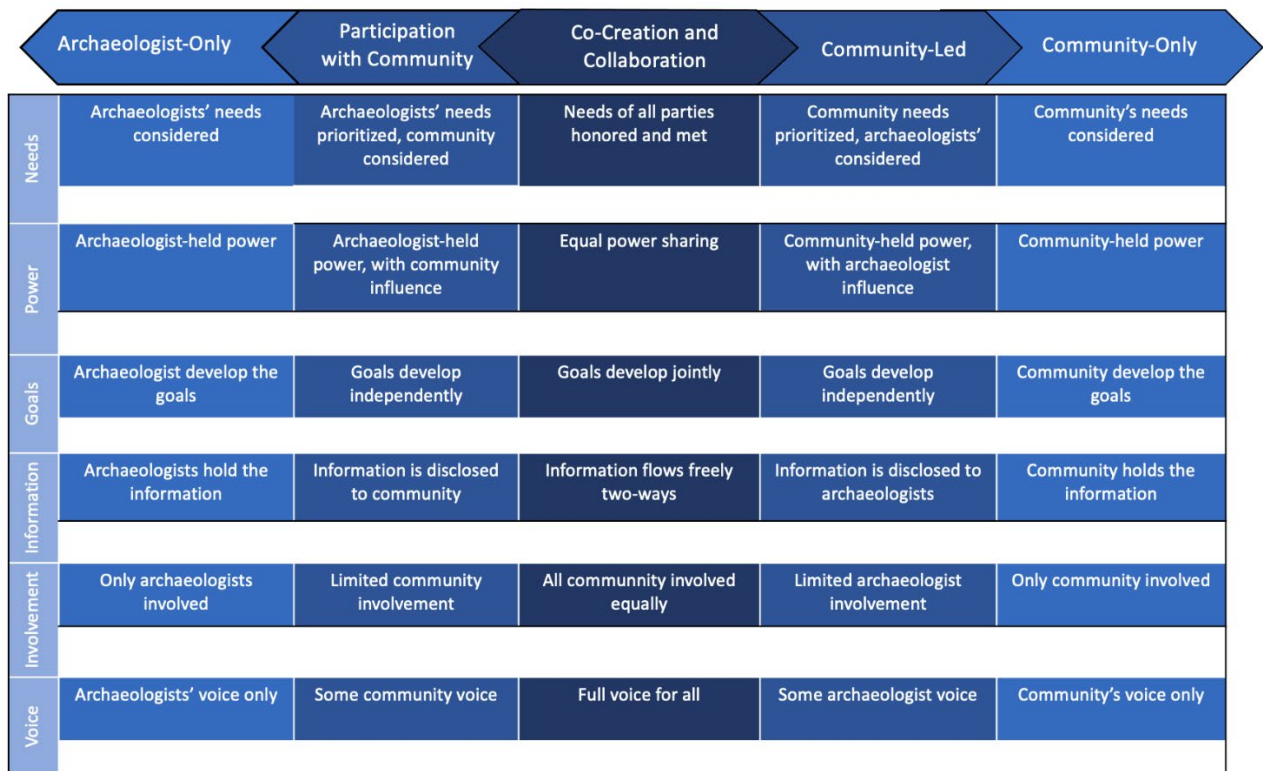 Archaeologist-Only
Participation
with Community
Co-Creation and
Collaboration
Community-Led
Community-Only
Needs
Archaeologists’ needs
considered
Archaeologists’ needs
prioritized, community
considered
Needs of all parties
honored and met
Community needs
prioritized, archaeologists’
considered
Community’s needs
considered
Power
Archaeologist-held power
Archaeologist-held
power, with community
influence
Equal power sharing
Community-held power,
with archaeologist
influence
Community-held power
Goals
Archaeologist develop the
goals
Goals develop
independently
Goals develop jointly
Goals develop
independently
Community develop the
goals
Information
Archaeologists hold the
information
Information is disclosed
to community
Information flows freely
two-ways
Information is disclosed to
archaeologists
Community holds the
information
Involvement
Only archaeologists
involved
Limited community
involvement
All communnity involved
equally
Limited archaeologist
involvement
Only community involved
Voice
Archaeologists’ voice only
Some community voice
Full voice for all
Some archaeologist voice
Community’s voice only